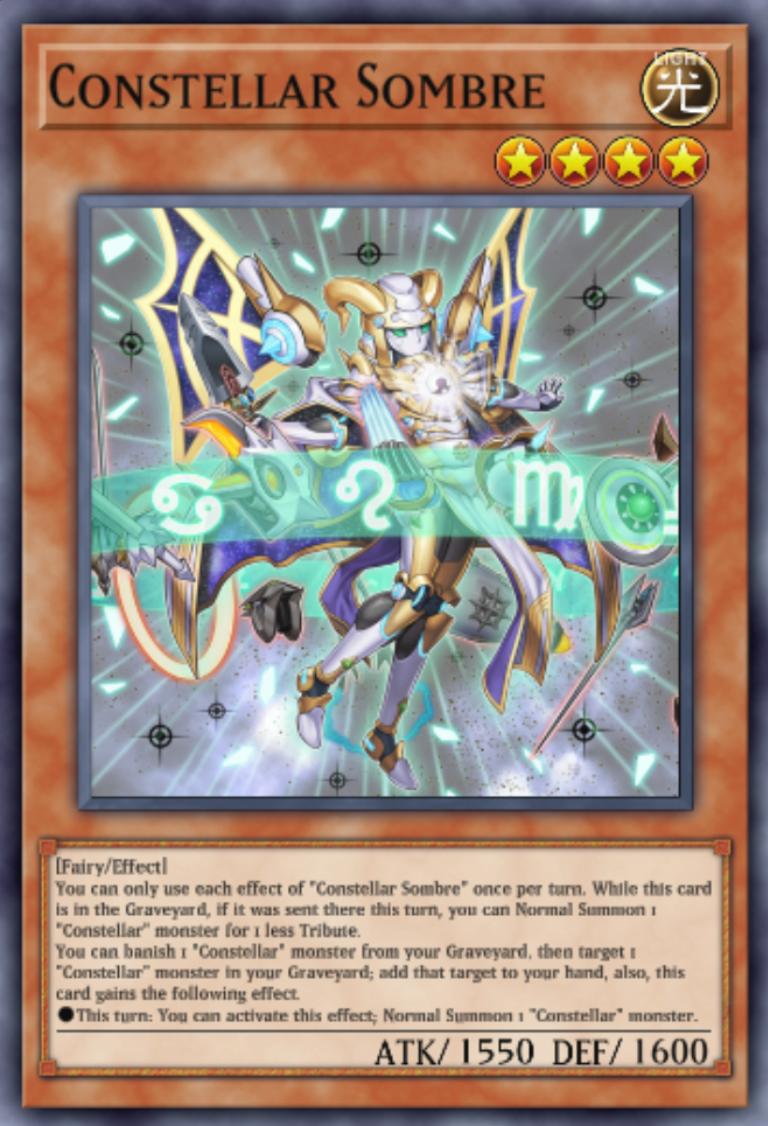 CONSTELLAR SOMBRE
LIGHT
光
♋ ♌ ♍
[Fairy/Effect]
You can only use each effect of "Constellar Sombre" once per turn. While this card
is in the Graveyard, if it was sent there this turn, you can Normal Summon 1
"Constellar" monster for 1 less Tribute.
You can banish 1 "Constellar" monster from your Graveyard, then target 1
"Constellar" monster in your Graveyard; add that target to your hand, also, this
card gains the following effect.
●This turn: You can activate this effect; Normal Summon 1 "Constellar" monster.
ATK/ 1550 DEF/ 1600